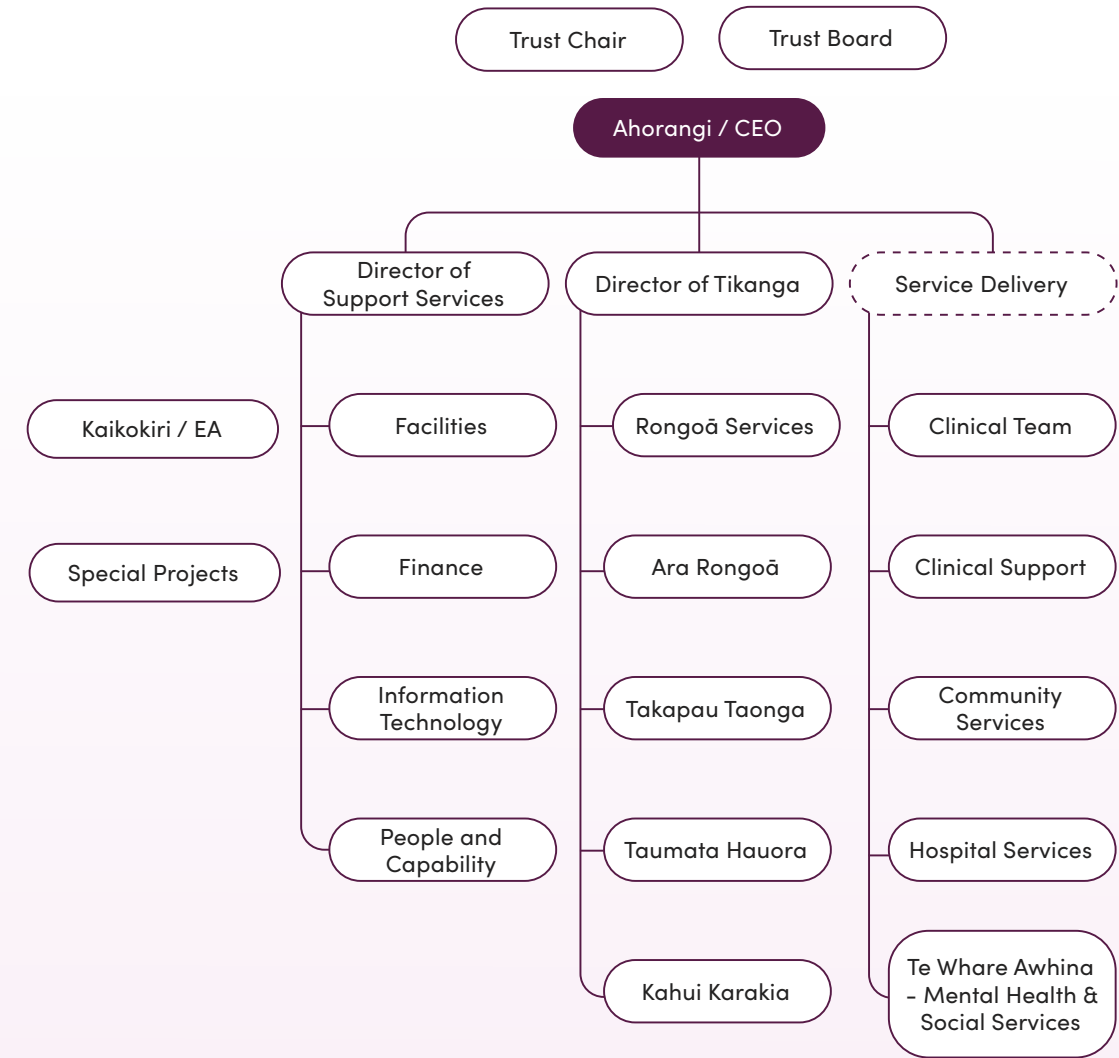 Trust Chair
Trust Board
Ahorangi / CEO
Director of
Support Services
Director of Tikanga
Service Delivery
Kaikokiri / EA
Facilities
Rongoā Services
Clinical Team
Special Projects
Finance
Ara Rongoā
Clinical Support
Information
Technology
Takapau Taonga
Community
Services
People and
Capability
Taumata Hauora
Hospital Services
Kahui Karakia
Te Whare Awhina
- Mental Health &
Social Services